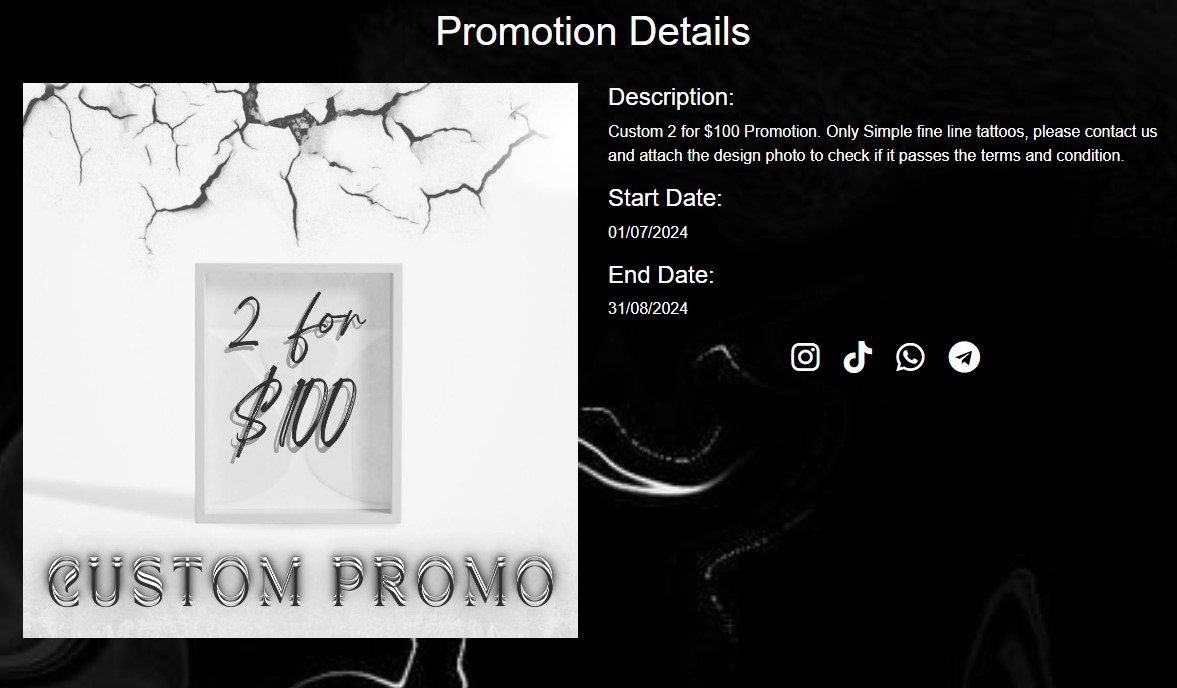 Promotion Details
2 for
$100
CUSTOM PROMO
Description:
Custom 2 for $100 Promotion. Only Simple fine line tattoos, please contact us
and attach the design photo to check if it passes the terms and condition.
Start Date:
01/07/2024
End Date:
31/08/2024